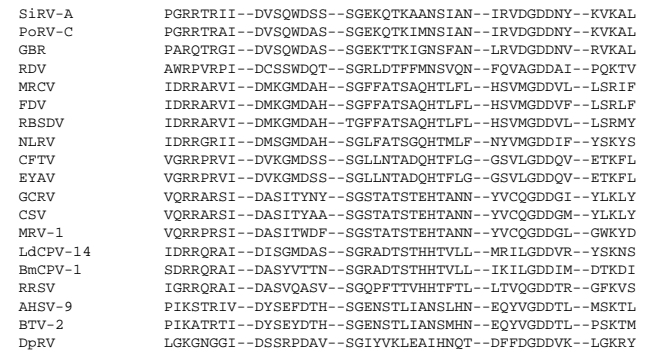 SiRV-A PGRRTRII--DVSQWDSS--SGEKQTKAANSIAN--IRVDGDDNY--KVKAL
PoRV-C PGRRTRAI--DVSQWDAS--SGEKQTKIMNSIAN--IRVDGDDNY--KVKAL
GBR PARQTRGI--DVSQWDAS--SGEKTTKIGNSFAN--LRVDGDDNV--RVKAL
RDV AWRPVRPI--DCSSWDQT--SGRLDTFFMNSVQN--FQVAGDDAI--PQKTV
MRCV IDRRARVI--DMKGMDAH--SGFFATSAQHTLFL--HSVMGDDVL--LSRIF
FDV IDRRARVI--DMKGMDAH--SGFFATSAQHTLFL--HSVMGDDVF--LSRLF
RBSDV IDRRARVI--DMKGMDAH--TGFFATSAQHTLFL--HSVMGDDVL--LSRMY
NLRV IDRRGRII--DMSGMDAH--SGLFATSGQHTMLF--NYVMGDDIF--YSKYS
CFTV VGRRPRVI--DVKGMDSS--SGLLNTADQHTFLG--GSVLGDDQV--ETKFL
EYAV VGRRPRVI--DVKGMDSS--SGLLNTADQHTFLG--GSVLGDDQV--ETKFL
GCRV VQRRARSI--DASITYNY--SGSTATSTEHTANN--YVCQGDDGI--YLKLY
CSV VQRRARSI--DASITYAA--SGSTATSTEHTANN--YVCQGDDGM--YLKLY
MRV-1 VQRRPRSI--DASITWDF--SGSTATSTEHTANN--YVCQGDDGL--GWKYD
LdCPV-14 IDRRQRAI--DISGMDAS--SGRADTSTHHTVLL--MRILGDDVR--YSKNS
BmCPV-1 SDRRQRAI--DASYVTTN--SGRADTSTHHTVLL--IKILGDDIM--DTKDI
RRSV IGRRQRAI--DASVQASV--SGQPFTTVHHTFTL--LTVQGDDTR--GFKVS
AHSV-9 PIKSTRIV--DYSEFDTH--SGENSTLIANSLHN--EQYVGDDTL--MSKTL
BTV-2 PIKATRTI--DYSEYDTH--SGENSTLIANSMHN--EQYVGDDTL--PSKTM
DpRV LGKGNGGI--DSSRPDAV--SGIYVKLEAIHNQT--DFFDGDDVK--LGKRY